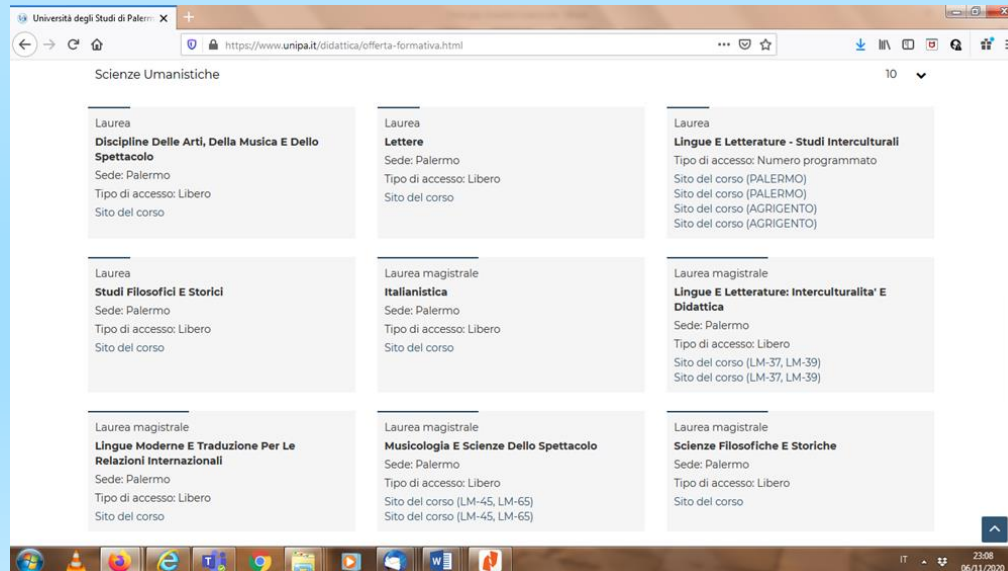 Università degli Studi di Palerm
https://www.unipa.it/didattica/offerta-formativa.html
Scienze Umanistiche
10
Laurea
Discipline Delle Arti, Della Musica E Dello
Spettacolo
Sede: Palermo
Tipo di accesso: Libero
Sito del corso
Laurea
Lettere
Sede: Palermo
Tipo di accesso: Libero
Sito del corso
Laurea
Lingue E Letterature - Studi Interculturali
Tipo di accesso: Numero programmato
Sito del corso (PALERMO)
Sito del corso (PALERMO)
Sito del corso (AGRIGENTO)
Sito del corso (AGRIGENTO)
Laurea
Studi Filosofici E Storici
Sede: Palermo
Tipo di accesso: Libero
Sito del corso
Laurea magistrale
Italianistica
Sede: Palermo
Tipo di accesso: Libero
Sito del corso
Laurea magistrale
Lingue E Letterature: Interculturalita' E
Didattica
Sede: Palermo
Tipo di accesso: Libero
Sito del corso (LM-37, LM-39)
Sito del corso (LM-37, LM-39)
Laurea magistrale
Lingue Moderne E Traduzione Per Le
Relazioni Internazionali
Sede: Palermo
Tipo di accesso: Libero
Sito del corso
Laurea magistrale
Musicologia E Scienze Dello Spettacolo
Sede: Palermo
Tipo di accesso: Libero
Sito del corso (LM-45, LM-65)
Sito del corso (LM-45, LM-65)
Laurea magistrale
Scienze Filosofiche E Storiche
Sede: Palermo
Tipo di accesso: Libero
Sito del corso
IT
23:08
06/11/2020